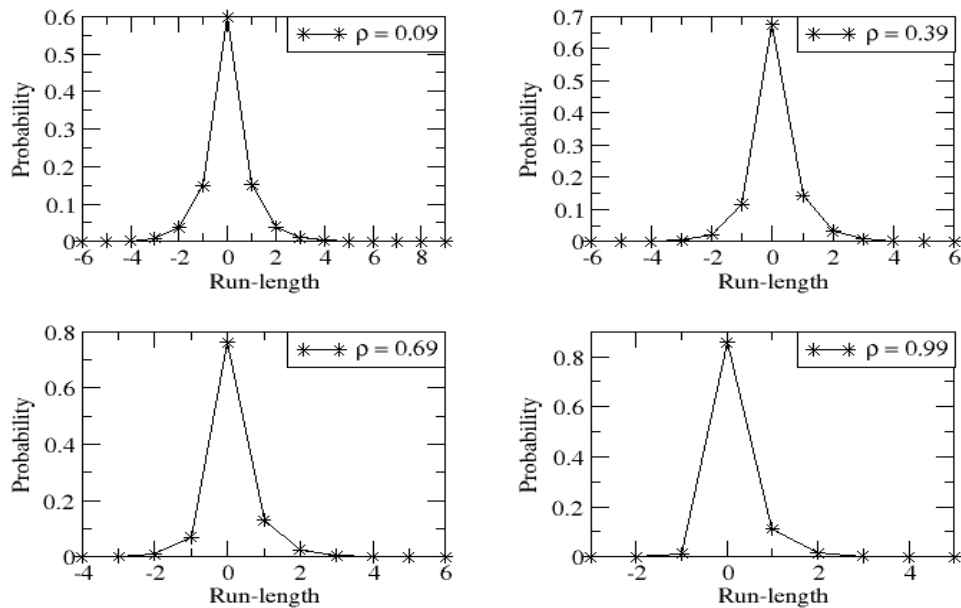 0.6
0.5
0.4
0.3
0.2
0.1
0
Probability
-6 -4 -2 0 2 4 6 8
Run-length
ρ = 0.09
0.7
0.6
0.5
0.4
0.3
0.2
0.1
0
Probability
-6 -4 -2 0 2 4 6
Run-length
ρ = 0.39
0.8
0.6
0.4
0.2
0
Probability
-4 -2 0 2 4 6
Run-length
ρ = 0.69
0.8
0.6
0.4
0.2
0
Probability
-2 0 2 4
Run-length
ρ = 0.99